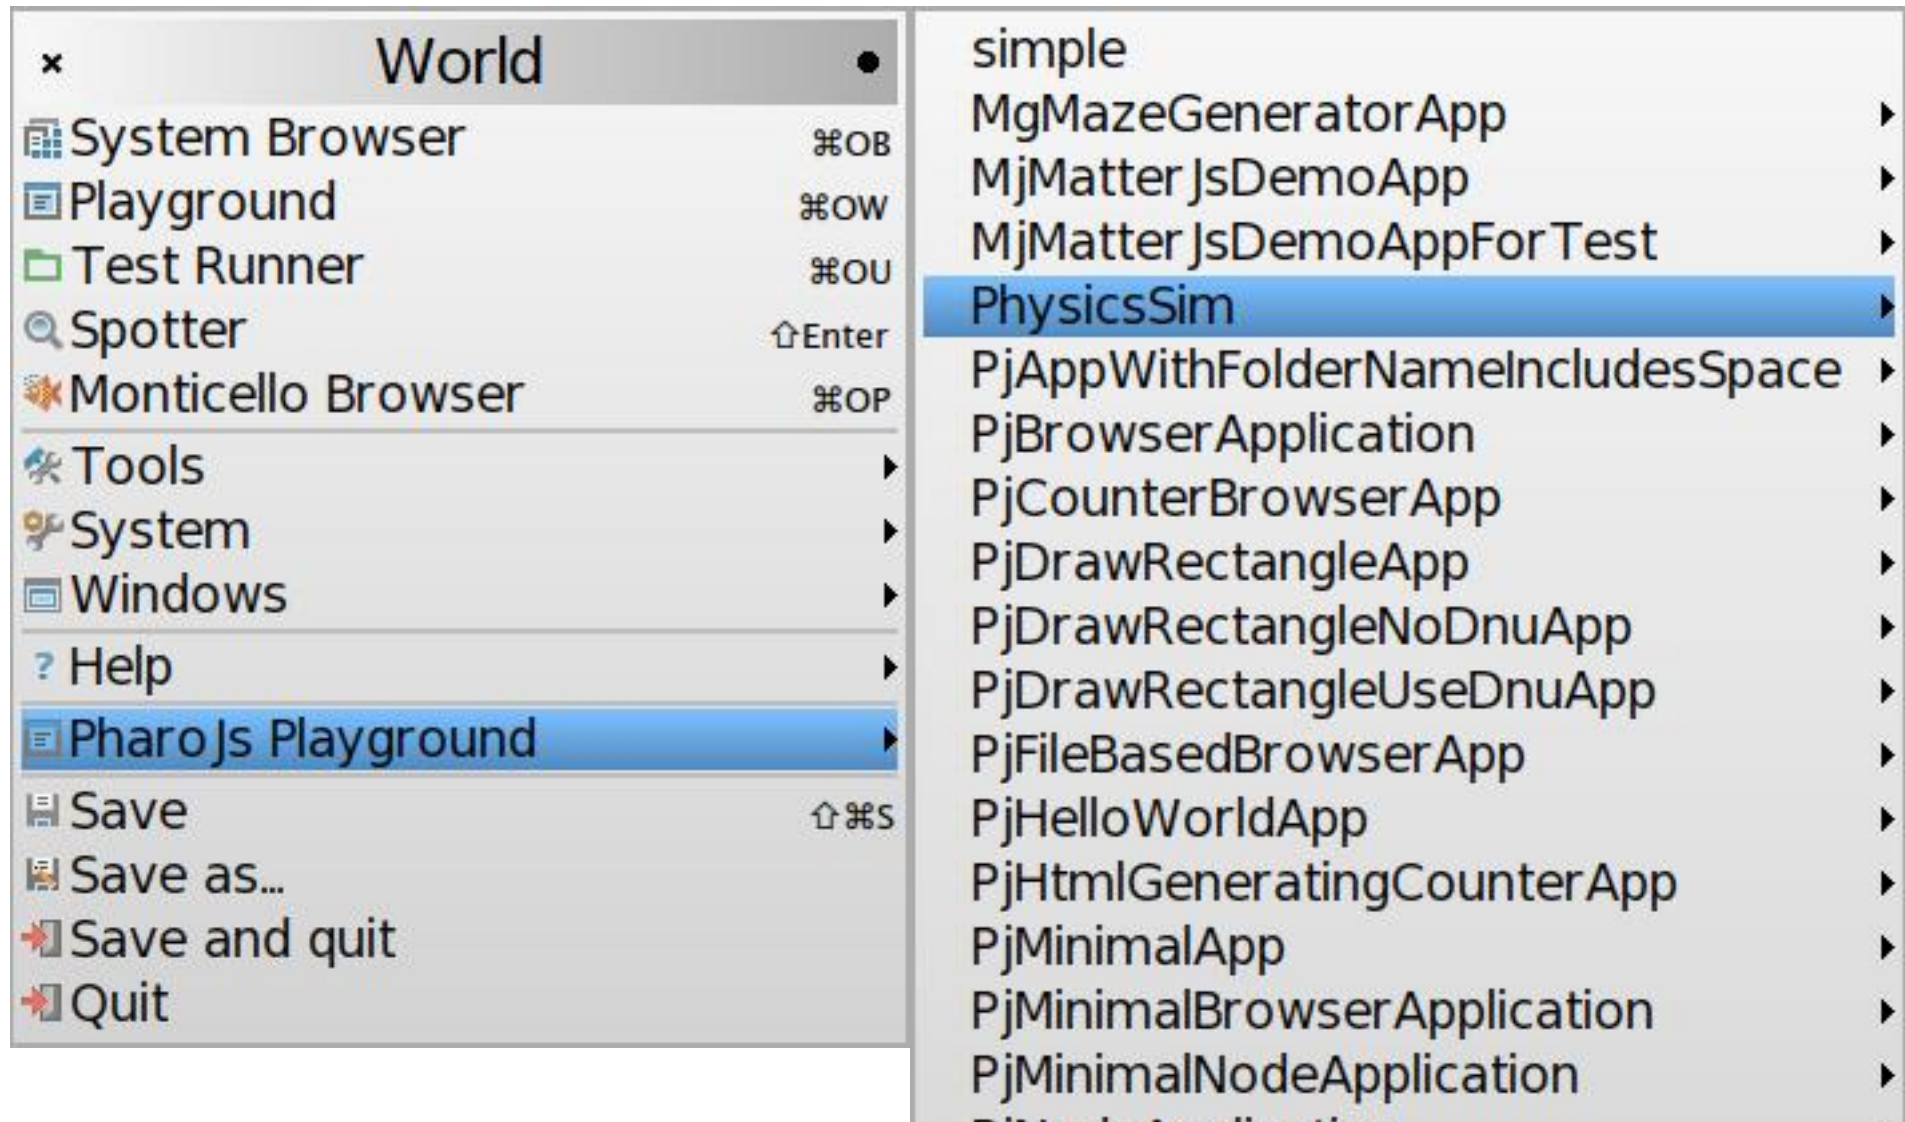 World
System Browser ⌘OB
Playground ⌘OW
Test Runner ⌘OU
Spotter ⇧Enter
Monticello Browser ⌘OP
Tools
System
Windows
Help
PharoJs Playground
Save ⇧⌘S
Save as...
Save and quit
Quit
simple
MgMazeGeneratorApp
MjMatterJsDemoApp
MjMatterJsDemoAppForTest
PhysicsSim
PjAppWithFolderNameIncludesSpace
PjBrowserApplication
PjCounterBrowserApp
PjDrawRectangleApp
PjDrawRectangleNoDnuApp
PjDrawRectangleUseDnuApp
PjFileBasedBrowserApp
PjHelloWorldApp
PjHtmlGeneratingCounterApp
PjMinimalApp
PjMinimalBrowserApplication
PjMinimalNodeApplication